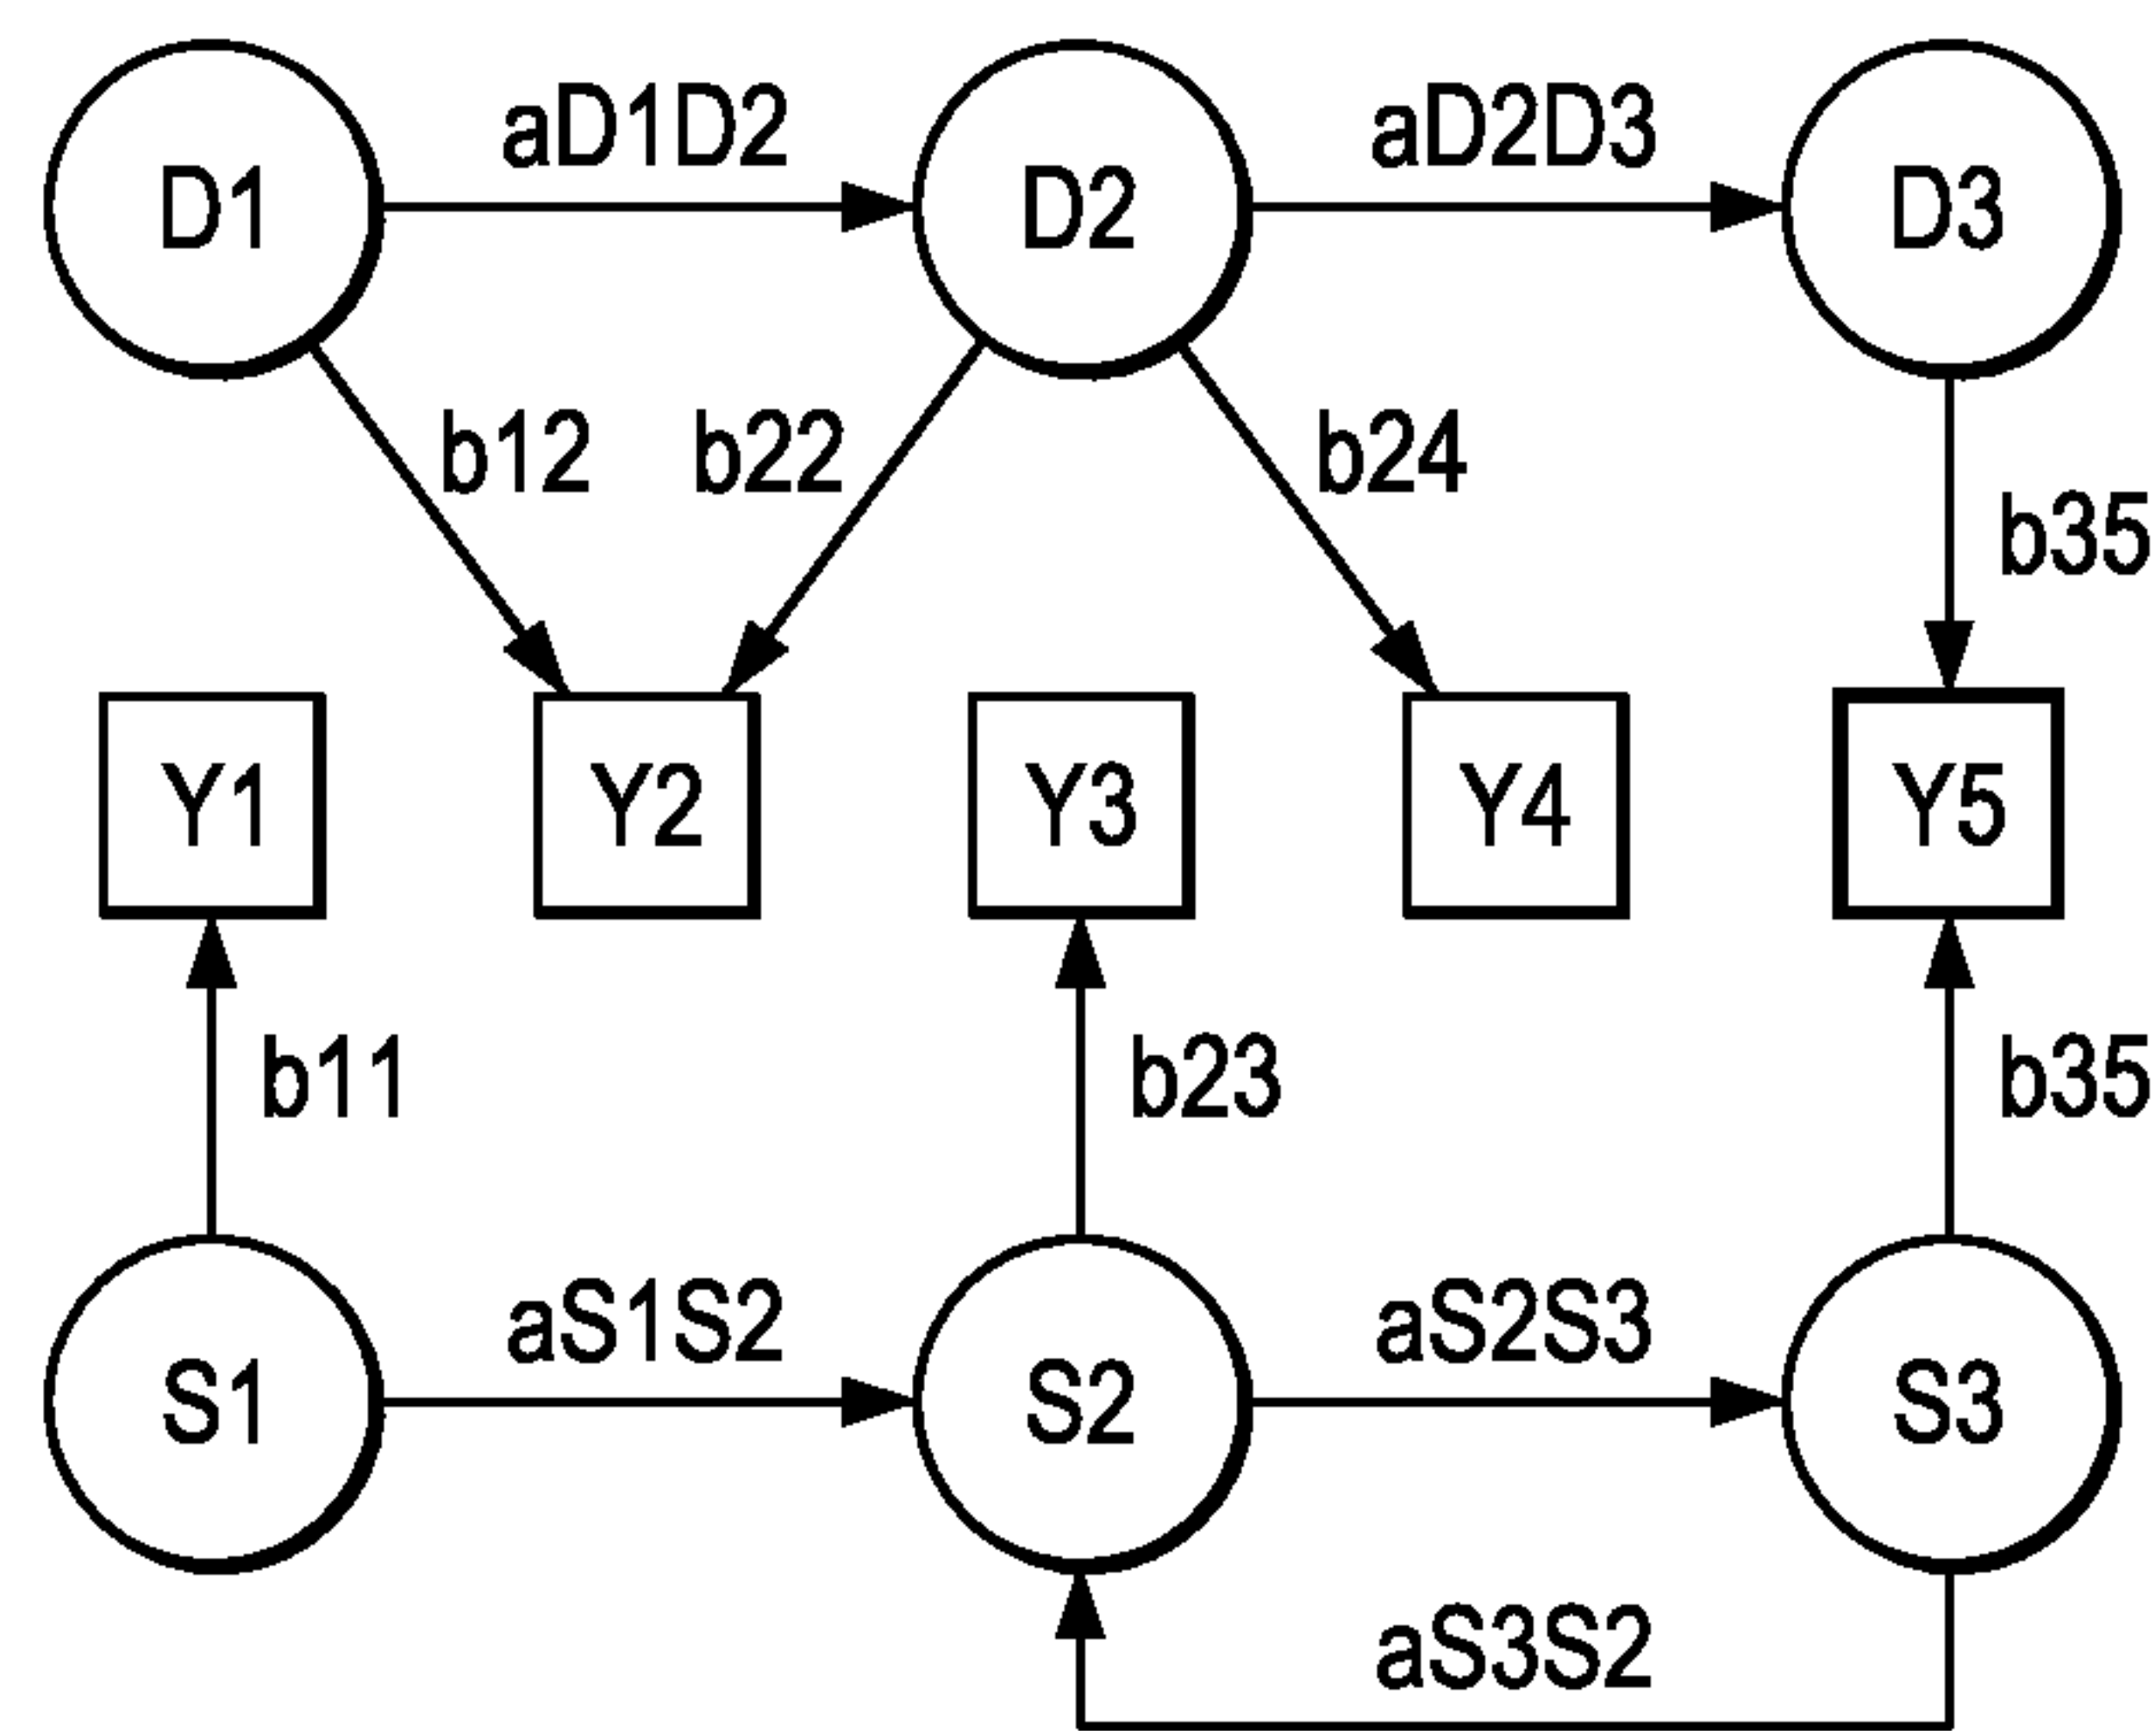 aD1D2 aD2D3
D1 D2 D3
b12 b22 b24
b35
Y1 Y2 Y3 Y4 Y5
b11 b23 b35
aS1S2 aS2S3
S1 S2 S3
aS3S2